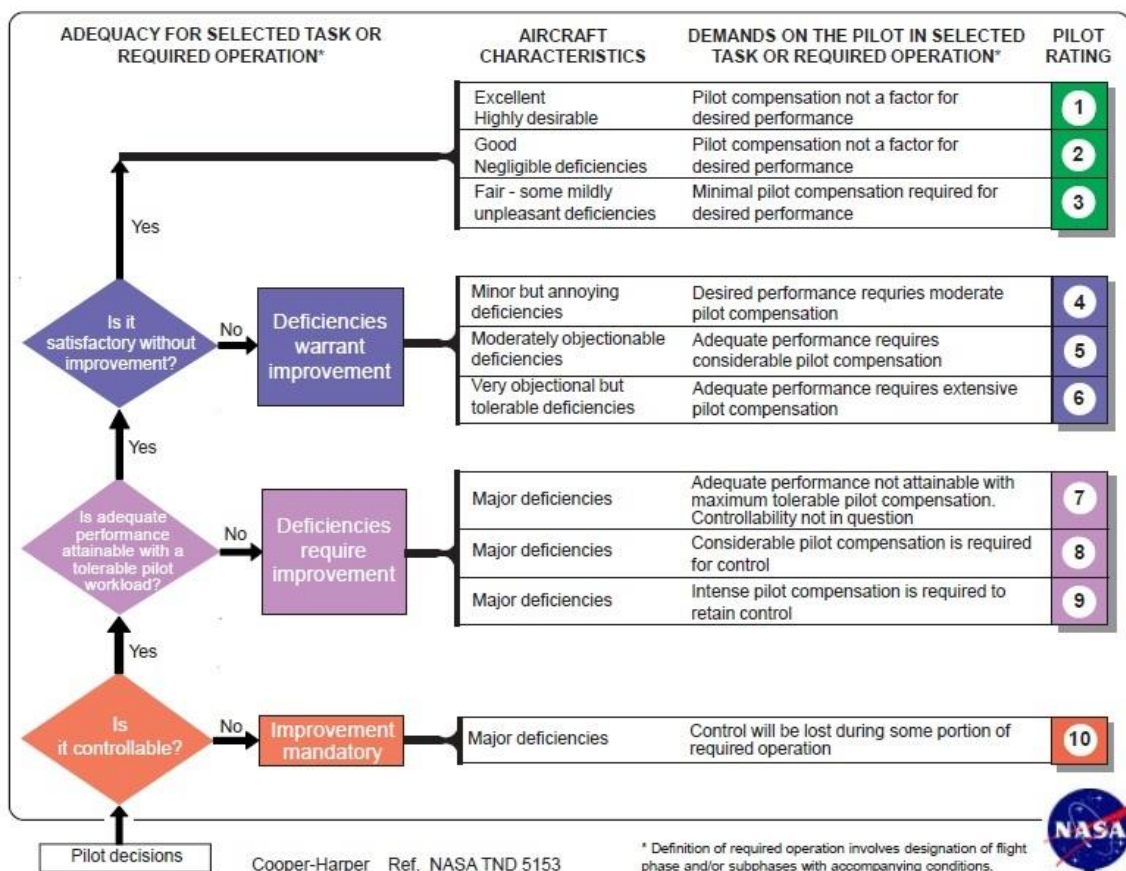 ADEQUACY FOR SELECTED TASK OR
REQUIRED OPERATION*
AIRCRAFT
CHARACTERISTICS
DEMANDS ON THE PILOT IN SELECTED
TASK OR REQUIRED OPERATION*
PILOT
RATING
Excellent
Highly desirable
Pilot compensation not a factor for
desired performance
1
Good
Negligible deficiencies
Pilot compensation not a factor for
desired performance
2
Fair - some mildly
unpleasant deficiencies
Minimal pilot compensation required for
desired performance
3
Yes
Is it
satisfactory without
improvement?
No
Deficiencies
warrant
improvement
Minor but annoying
deficiencies
Desired performance requries moderate
pilot compensation
4
Moderately objectionable
deficiencies
Adequate performance requires
considerable pilot compensation
5
Very objectional but
tolerable deficiencies
Adequate performance requires extensive
pilot compensation
6
Yes
Is adequate
performance
attainable with a
tolerable pilot
workload?
No
Deficiencies
require
improvement
Major deficiencies
Adequate performance not attainable with
maximum tolerable pilot compensation.
Controllability not in question
7
Major deficiencies
Considerable pilot compensation is required
for control
8
Major deficiencies
Intense pilot compensation is required to
retain control
9
Yes
Is
it controllable?
No
Improvement
mandatory
Major deficiencies
Control will be lost during some portion of
required operation
10
Pilot decisions
Cooper-Harper Ref. NASA TND 5153
* Definition of required operation involves designation of flight
phase and/or subphases with accompanying conditions.
NASA